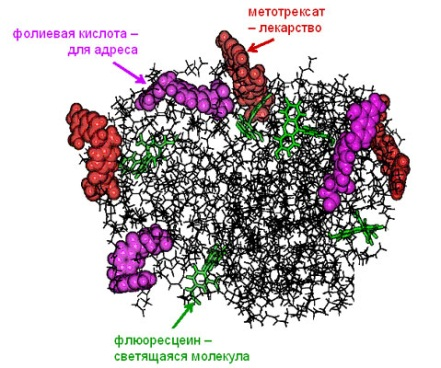 метотрексат
– лекарство
фолиевая кислота –
для адреса
флюоресцеин –
светящаяся молекула